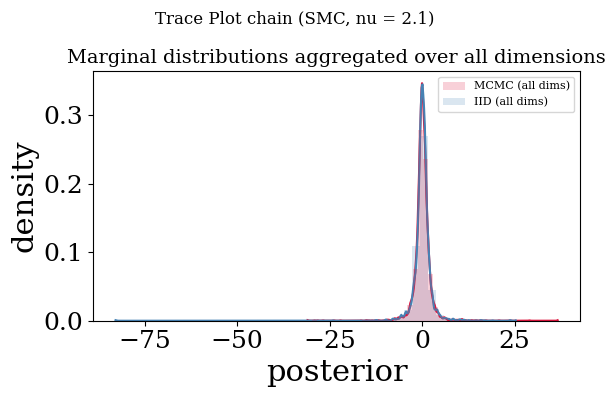 Trace Plot chain (SMC, nu = 2.1)
Marginal distributions aggregated over all dimensions
MCMC (all dims)
IID (all dims)
density
0.3
0.2
0.1
0.0
−75
−50
−25
0
25
posterior